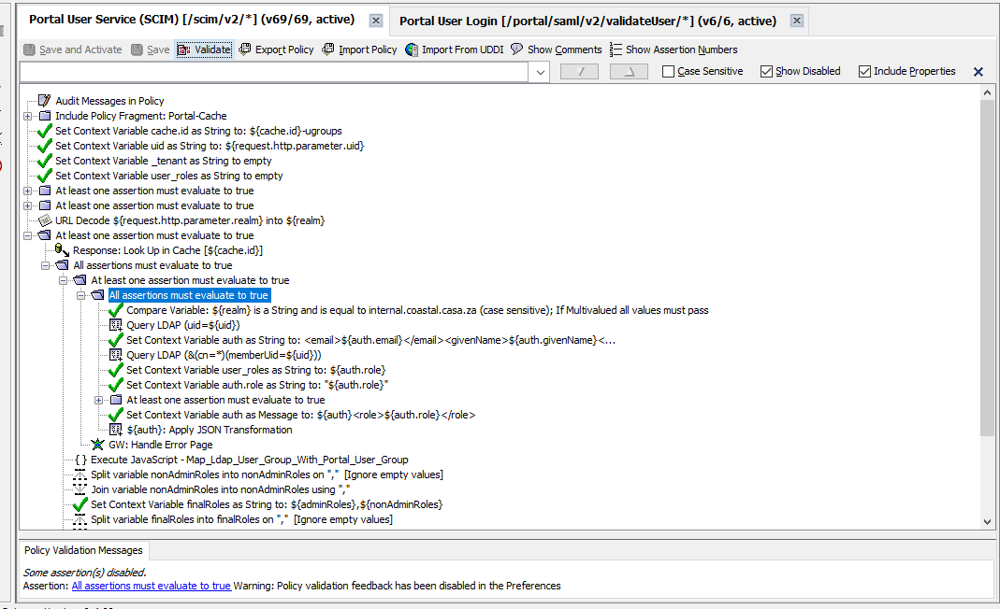 Portal User Service (SCIM) [/scim/v2/*] (v69/69, active)
Portal User Login [/portal/saml/v2/validateUser/*] (v6/6, active)
Save and Activate Save Validate Export Policy Import Policy Import From UDDI Show Comments Show Assertion Numbers
Case Sensitive Show Disabled Include Properties
Audit Messages in Policy
Include Policy Fragment: Portal-Cache
Set Context Variable cache.id as String to: ${cache.id}-ugroups
Set Context Variable uid as String to: ${request.http.parameter.uid}
Set Context Variable _tenant as String to empty
Set Context Variable user_roles as String to empty
At least one assertion must evaluate to true
At least one assertion must evaluate to true
URL Decode ${request.http.parameter.realm} into ${realm}
At least one assertion must evaluate to true
Response: Look Up in Cache [${cache.id}]
All assertions must evaluate to true
At least one assertion must evaluate to true
All assertions must evaluate to true
Compare Variable: ${realm} is a String and is equal to internal.coastal.casa.za (case sensitive); If Multivalued all values must pass
Query LDAP (uid=${uid})
Set Context Variable auth as String to: <email>${auth.email}</email><givenName>${auth.givenName}<...
Query LDAP (&(cn=*)(memberUid=${uid}))
Set Context Variable user_roles as String to: ${auth.role}
Set Context Variable auth.role as String to: "${auth.role}"
At least one assertion must evaluate to true
Set Context Variable auth as Message to: ${auth}<role>${auth.role}</role>
${auth}: Apply JSON Transformation
GW: Handle Error Page
Execute JavaScript - Map_Ldap_User_Group_With_Portal_User_Group
Split variable nonAdminRoles into nonAdminRoles on "," [Ignore empty values]
Join variable nonAdminRoles into nonAdminRoles using ","
Set Context Variable finalRoles as String to: ${adminRoles},${nonAdminRoles}
Split variable finalRoles into finalRoles on "," [Ignore empty values]
Policy Validation Messages
Some assertion(s) disabled.
Assertion: All assertions must evaluate to true Warning: Policy validation feedback has been disabled in the Preferences